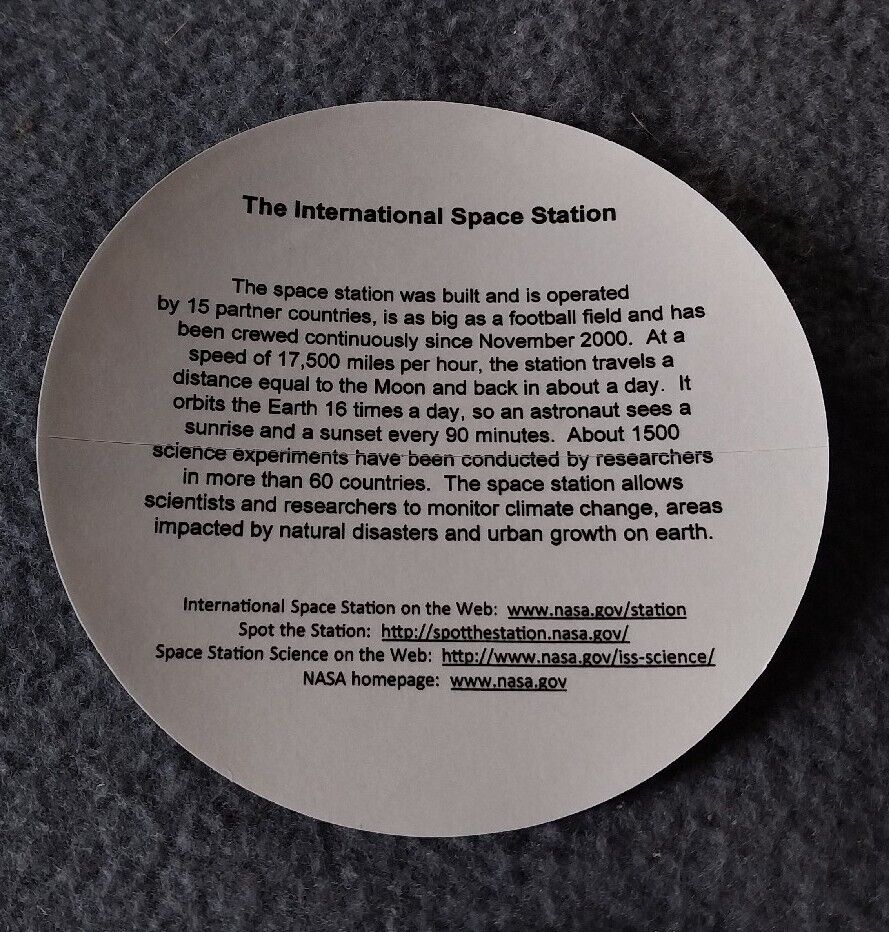 The International Space Station
The space station was built and is operated
by 15 partner countries, is as big as a football field and has
been crewed continuously since November 2000.  At a
speed of 17,500 miles per hour, the station travels a
distance equal to the Moon and back in about a day.  It
orbits the Earth 16 times a day, so an astronaut sees a
sunrise and a sunset every 90 minutes.  About 1500
science experiments have been conducted by researchers
in more than 60 countries.  The space station allows
scientists and researchers to monitor climate change, areas
impacted by natural disasters and urban growth on earth.
International Space Station on the Web:  www.nasa.gov/station
Spot the Station:  http://spotthestation.nasa.gov/
Space Station Science on the Web:  http://www.nasa.gov/iss-science/
NASA homepage:  www.nasa.gov